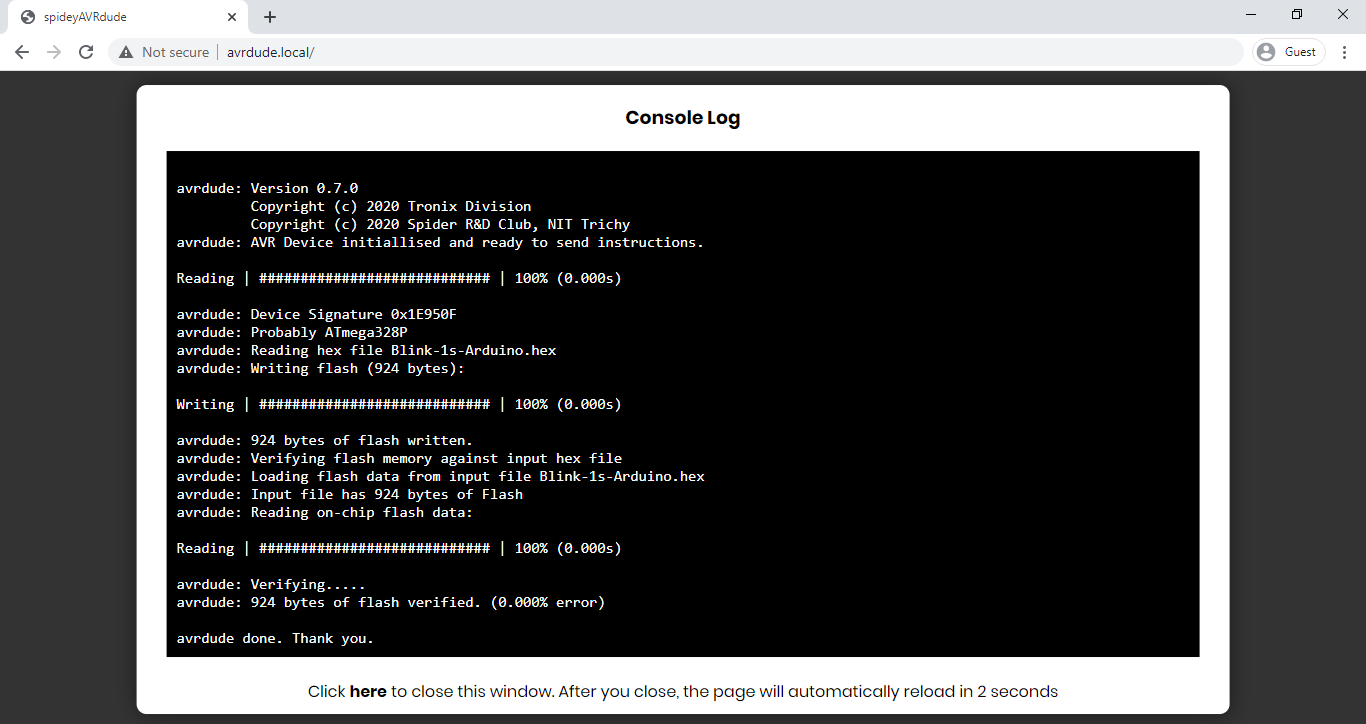 spideyAVRdude
Not secure
avrdude.local/
Guest
Console Log
avrdude: Version 0.7.0
Copyright (c) 2020 Tronix Division
Copyright (c) 2020 Spider R&D Club, NIT Trichy
avrdude: AVR Device initiallised and ready to send instructions.
Reading | ############################ | 100% (0.000s)
avrdude: Device Signature 0x1E950F
avrdude: Probably ATmega328P
avrdude: Reading hex file Blink-1s-Arduino.hex
avrdude: Writing flash (924 bytes):
Writing | ############################ | 100% (0.000s)
avrdude: 924 bytes of flash written.
avrdude: Verifying flash memory against input hex file
avrdude: Loading flash data from input file Blink-1s-Arduino.hex
avrdude: Input file has 924 bytes of Flash
avrdude: Reading on-chip flash data:
Reading | ############################ | 100% (0.000s)
avrdude: Verifying.....
avrdude: 924 bytes of flash verified. (0.000% error)
avrdude done. Thank you.
Click here to close this window. After you close, the page will automatically reload in 2 seconds